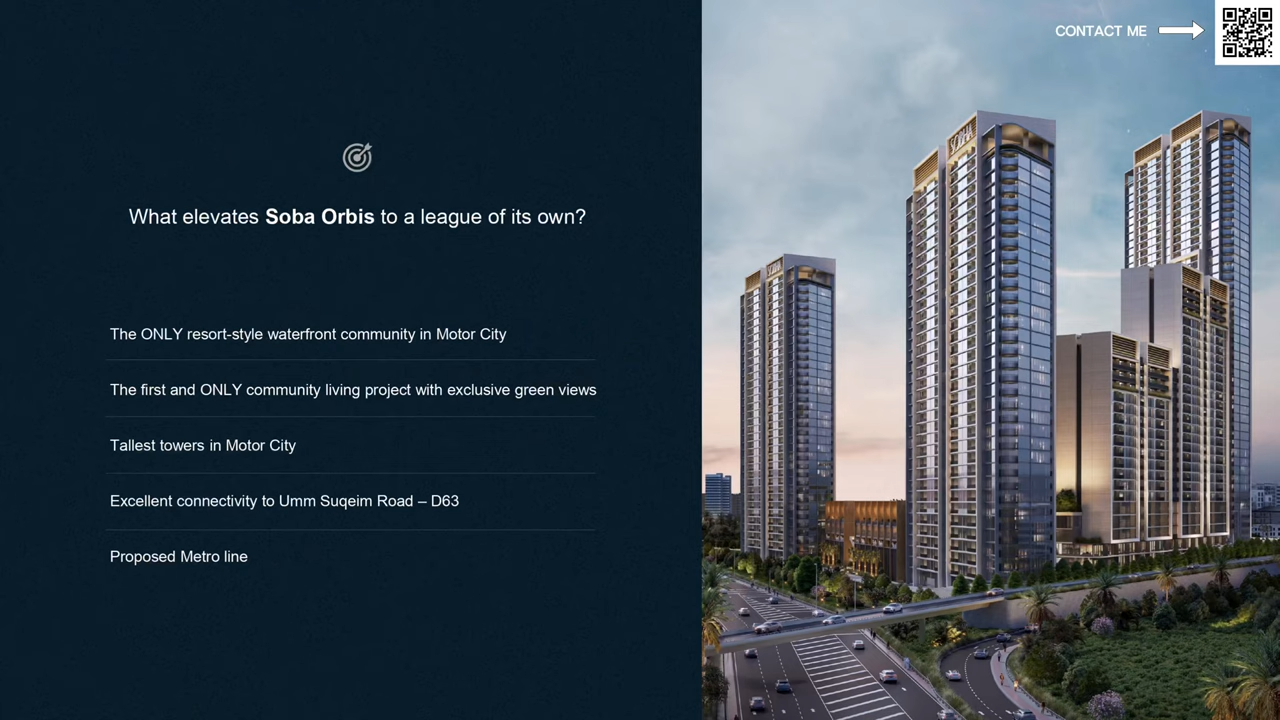 CONTACT ME
What elevates Soba Orbis to a league of its own?
The ONLY resort-style waterfront community in Motor City
The first and ONLY community living project with exclusive green views
Tallest towers in Motor City
Excellent connectivity to Umm Suqeim Road – D63
Proposed Metro line
SOBHA